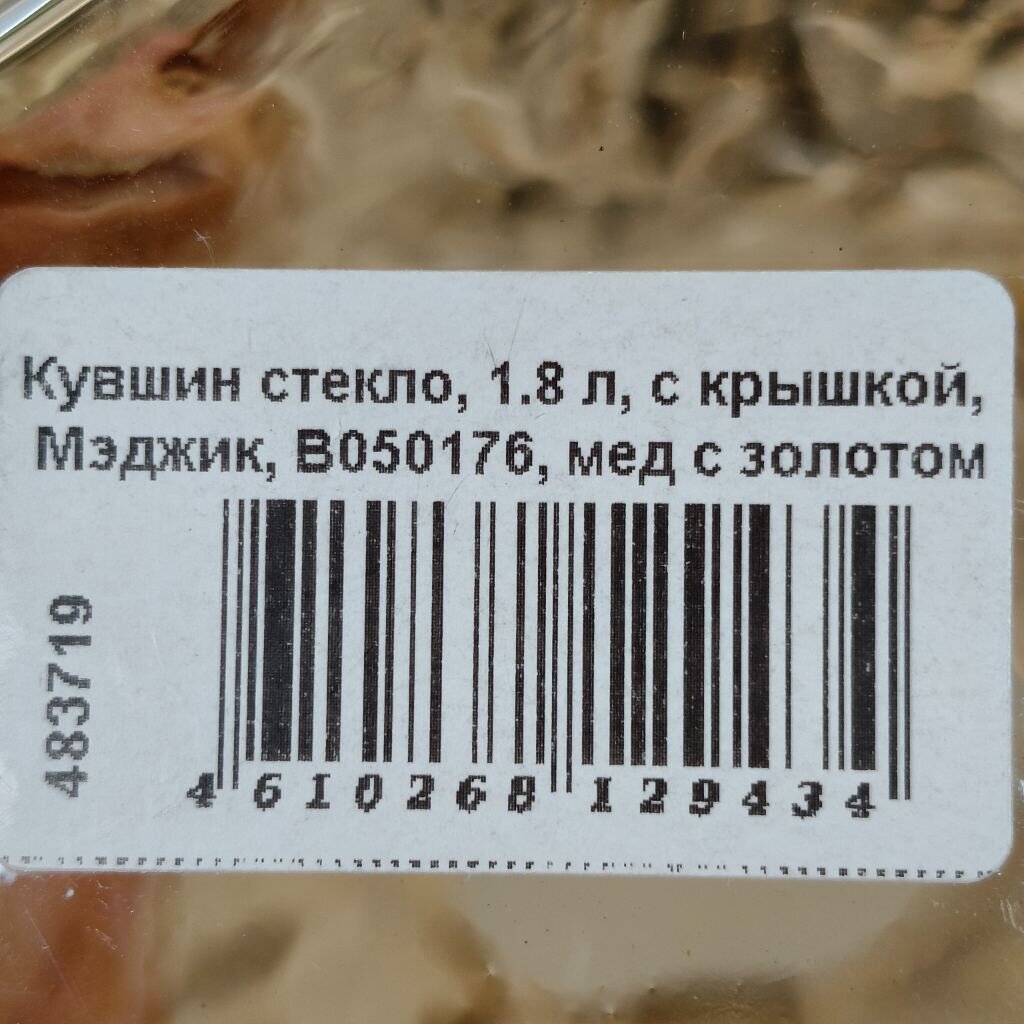 Кувшин стекло, 1.8 л, с крышкой,
Мэджик, B050176, мед с золотом
483719
4 610268 129434